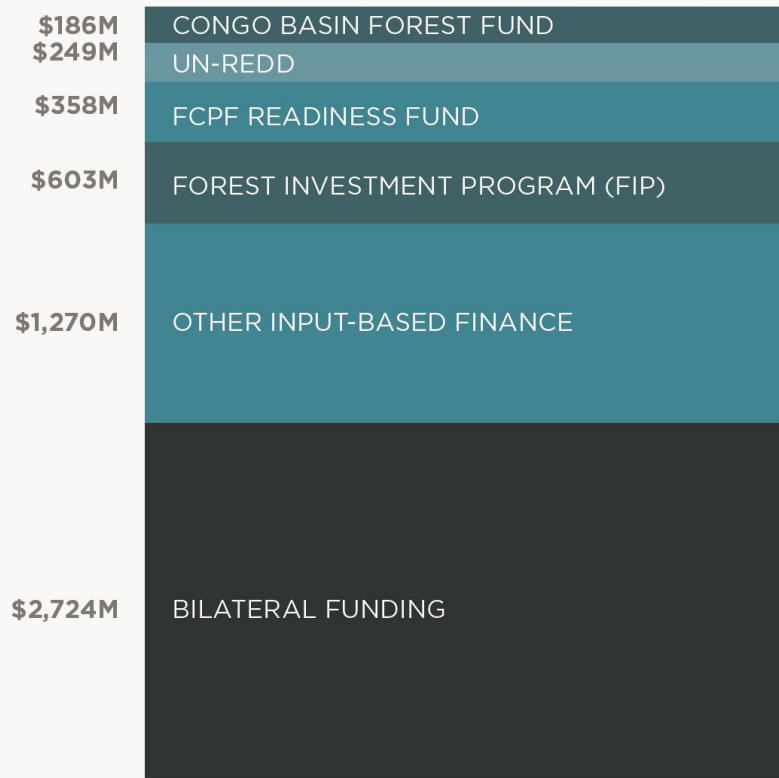 $186M CONGO BASIN FOREST FUND
$249M UN-REDD
$358M FCPF READINESS FUND
$603M FOREST INVESTMENT PROGRAM (FIP)
$1,270M OTHER INPUT-BASED FINANCE
$2,724M BILATERAL FUNDING